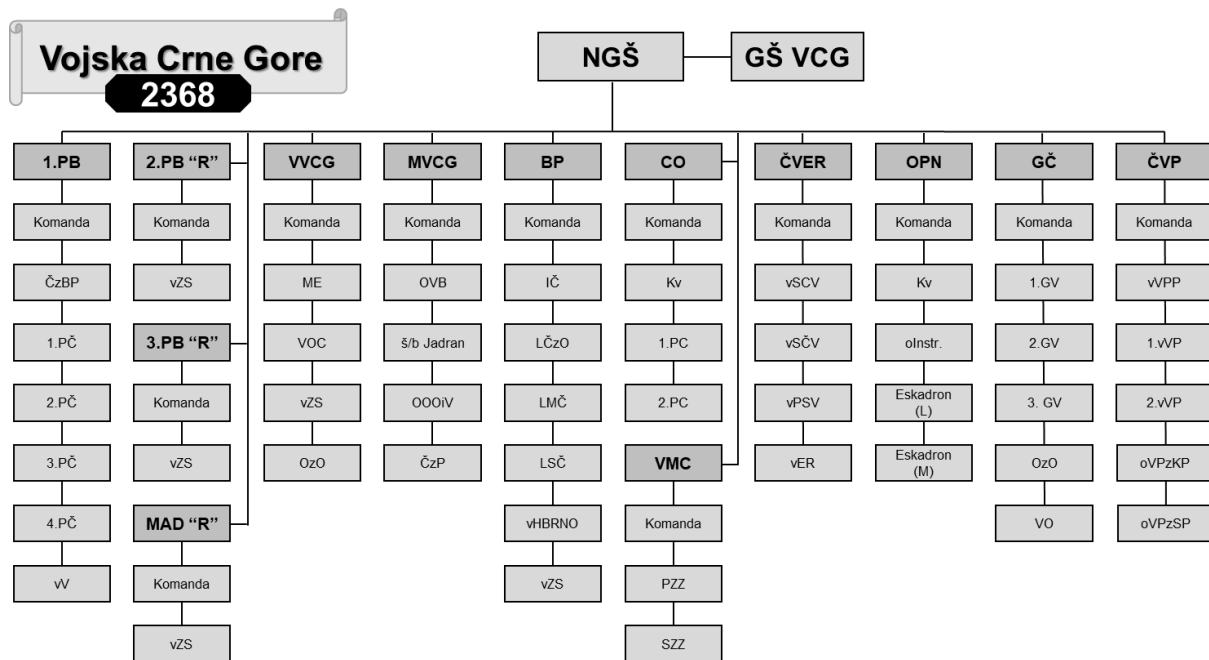 Vojska Crne Gore
2368
NGŠ
GŠ VCG
1.PB
Komanda
ČzBP
1.PČ
2.PČ
3.PČ
4.PČ
vV
2.PB “R”
Komanda
vZS
3.PB “R”
Komanda
vZS
MAD “R”
Komanda
vZS
VVCG
Komanda
ME
VOC
vZS
OzO
MVCG
Komanda
OVB
š/b Jadran
OOOiV
ČzP
BP
Komanda
IČ
LČzO
LMČ
LSČ
vHBRNO
vZS
CO
Komanda
Kv
1.PC
2.PC
VMC
Komanda
PZZ
SZZ
ČVER
Komanda
vSCV
vSČV
vPSV
vER
OPN
Komanda
Kv
oInstr.
Eskadron
(L)
Eskadron
(M)
GČ
Komanda
1.GV
2.GV
3. GV
OzO
VO
ČVP
Komanda
vVPP
1.vVP
2.vVP
oVPzKP
oVPzSP